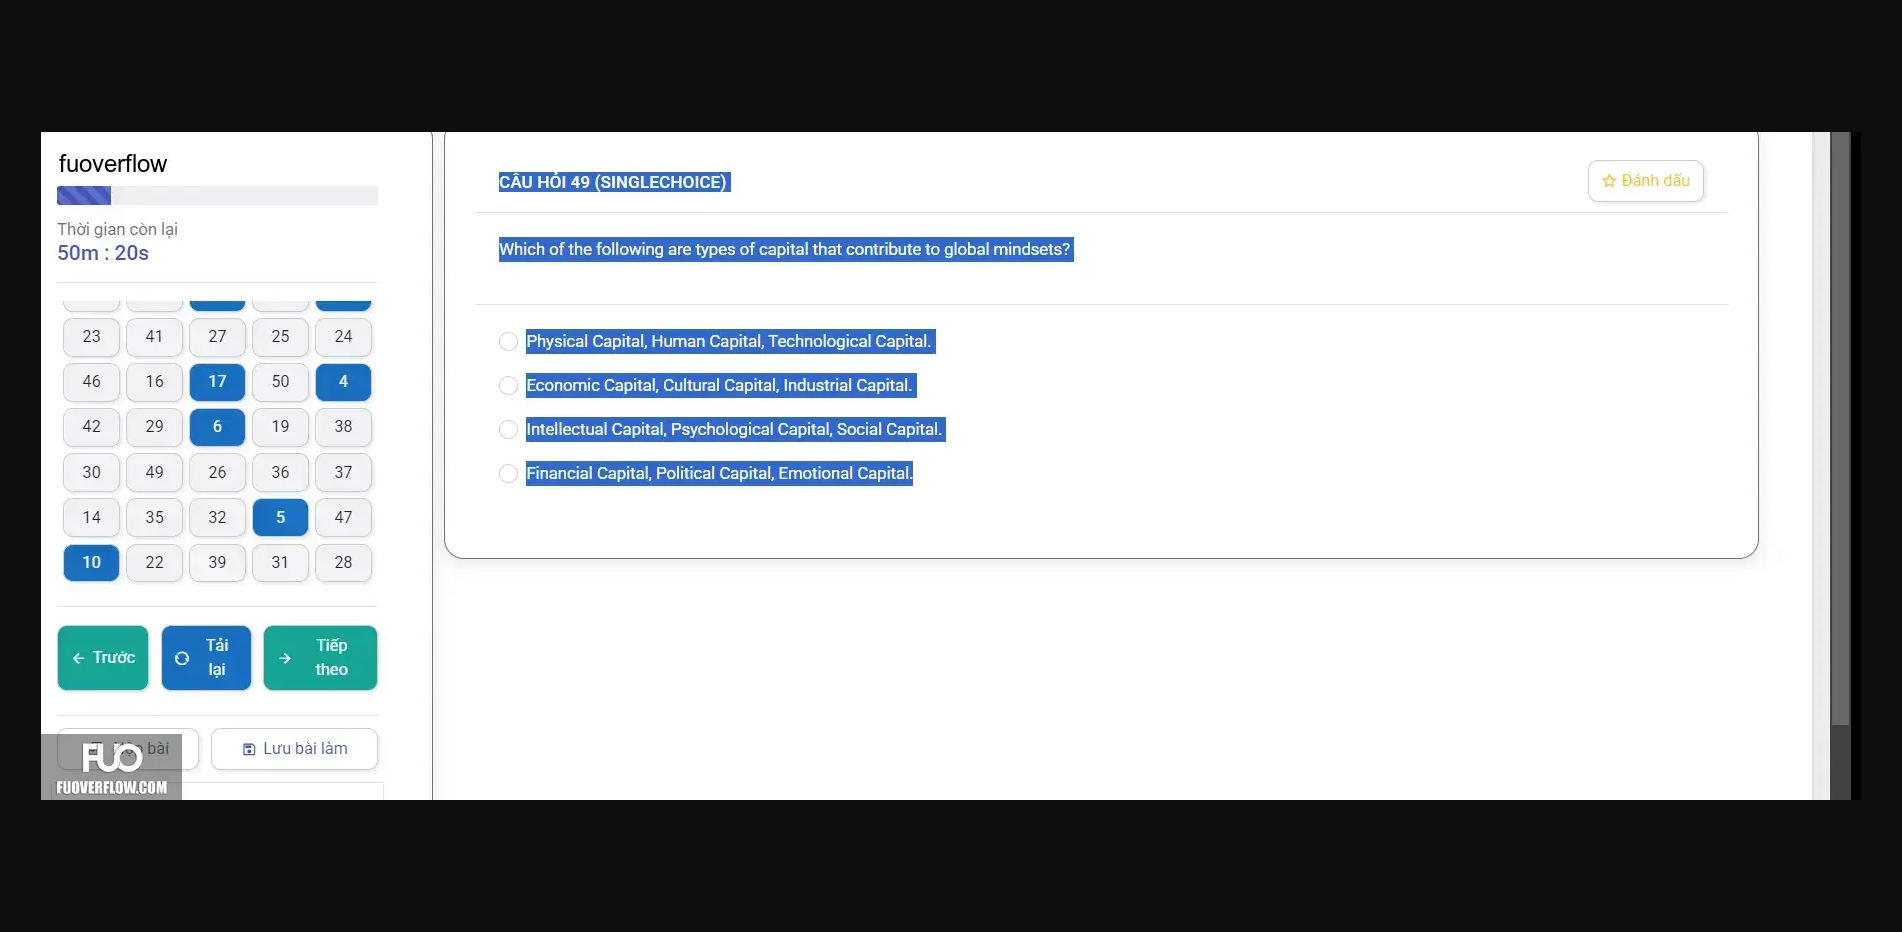 fuoverflow
Thời gian còn lại
50m : 20s
23 41 27 25 24
46 16 17 50 4
42 29 6 19 38
30 49 26 36 37
14 35 32 5 47
10 22 39 31 28
Trước
Tải lại
Tiếp theo
bài
Lưu bài làm
FUO
FUOVERFLOW.COM
CÂU HỎI 49 (SINGLECHOICE)
Đánh dấu
Which of the following are types of capital that contribute to global mindsets?
Physical Capital, Human Capital, Technological Capital.
Economic Capital, Cultural Capital, Industrial Capital.
Intellectual Capital, Psychological Capital, Social Capital.
Financial Capital, Political Capital, Emotional Capital.